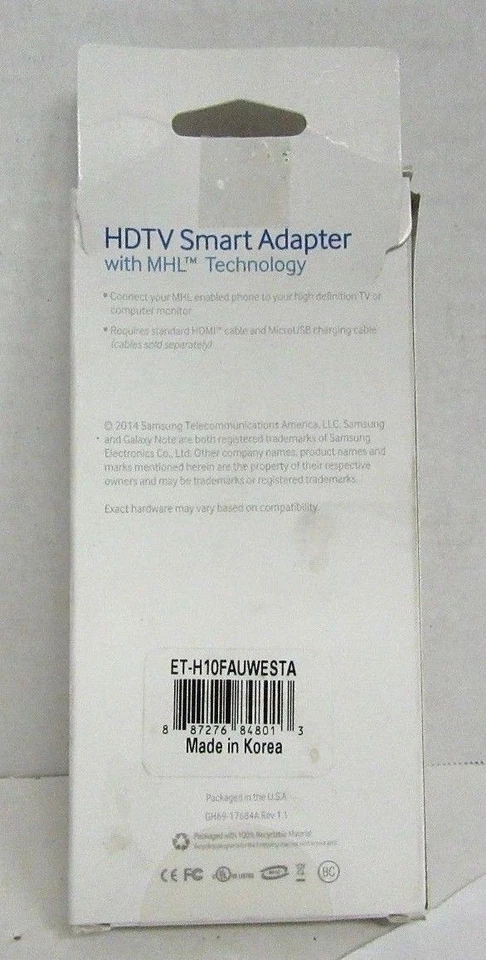 HDTV Smart Adapter
with MHL™ Technology
• Connect your MHL enabled phone to your high definition TV or
computer monitor
• Requires standard HDMI™ cable and MicroUSB charging cable
(cables sold separately)
© 2014 Samsung Telecommunications America, LLC. Samsung
and Galaxy Note are both registered trademarks of Samsung
Electronics Co., Ltd. Other company names, product names and
marks mentioned herein are the property of their respective
owners and may be trademarks or registered trademarks.
Exact hardware may vary based on compatibility.
ET-H10FAUWESTA
8 87276 84801 3
Made in Korea
Packaged in the U.S.A
GH69-17684A Rev 1.1
Packaged with 100% Recyclable Material
CE FC UL BC